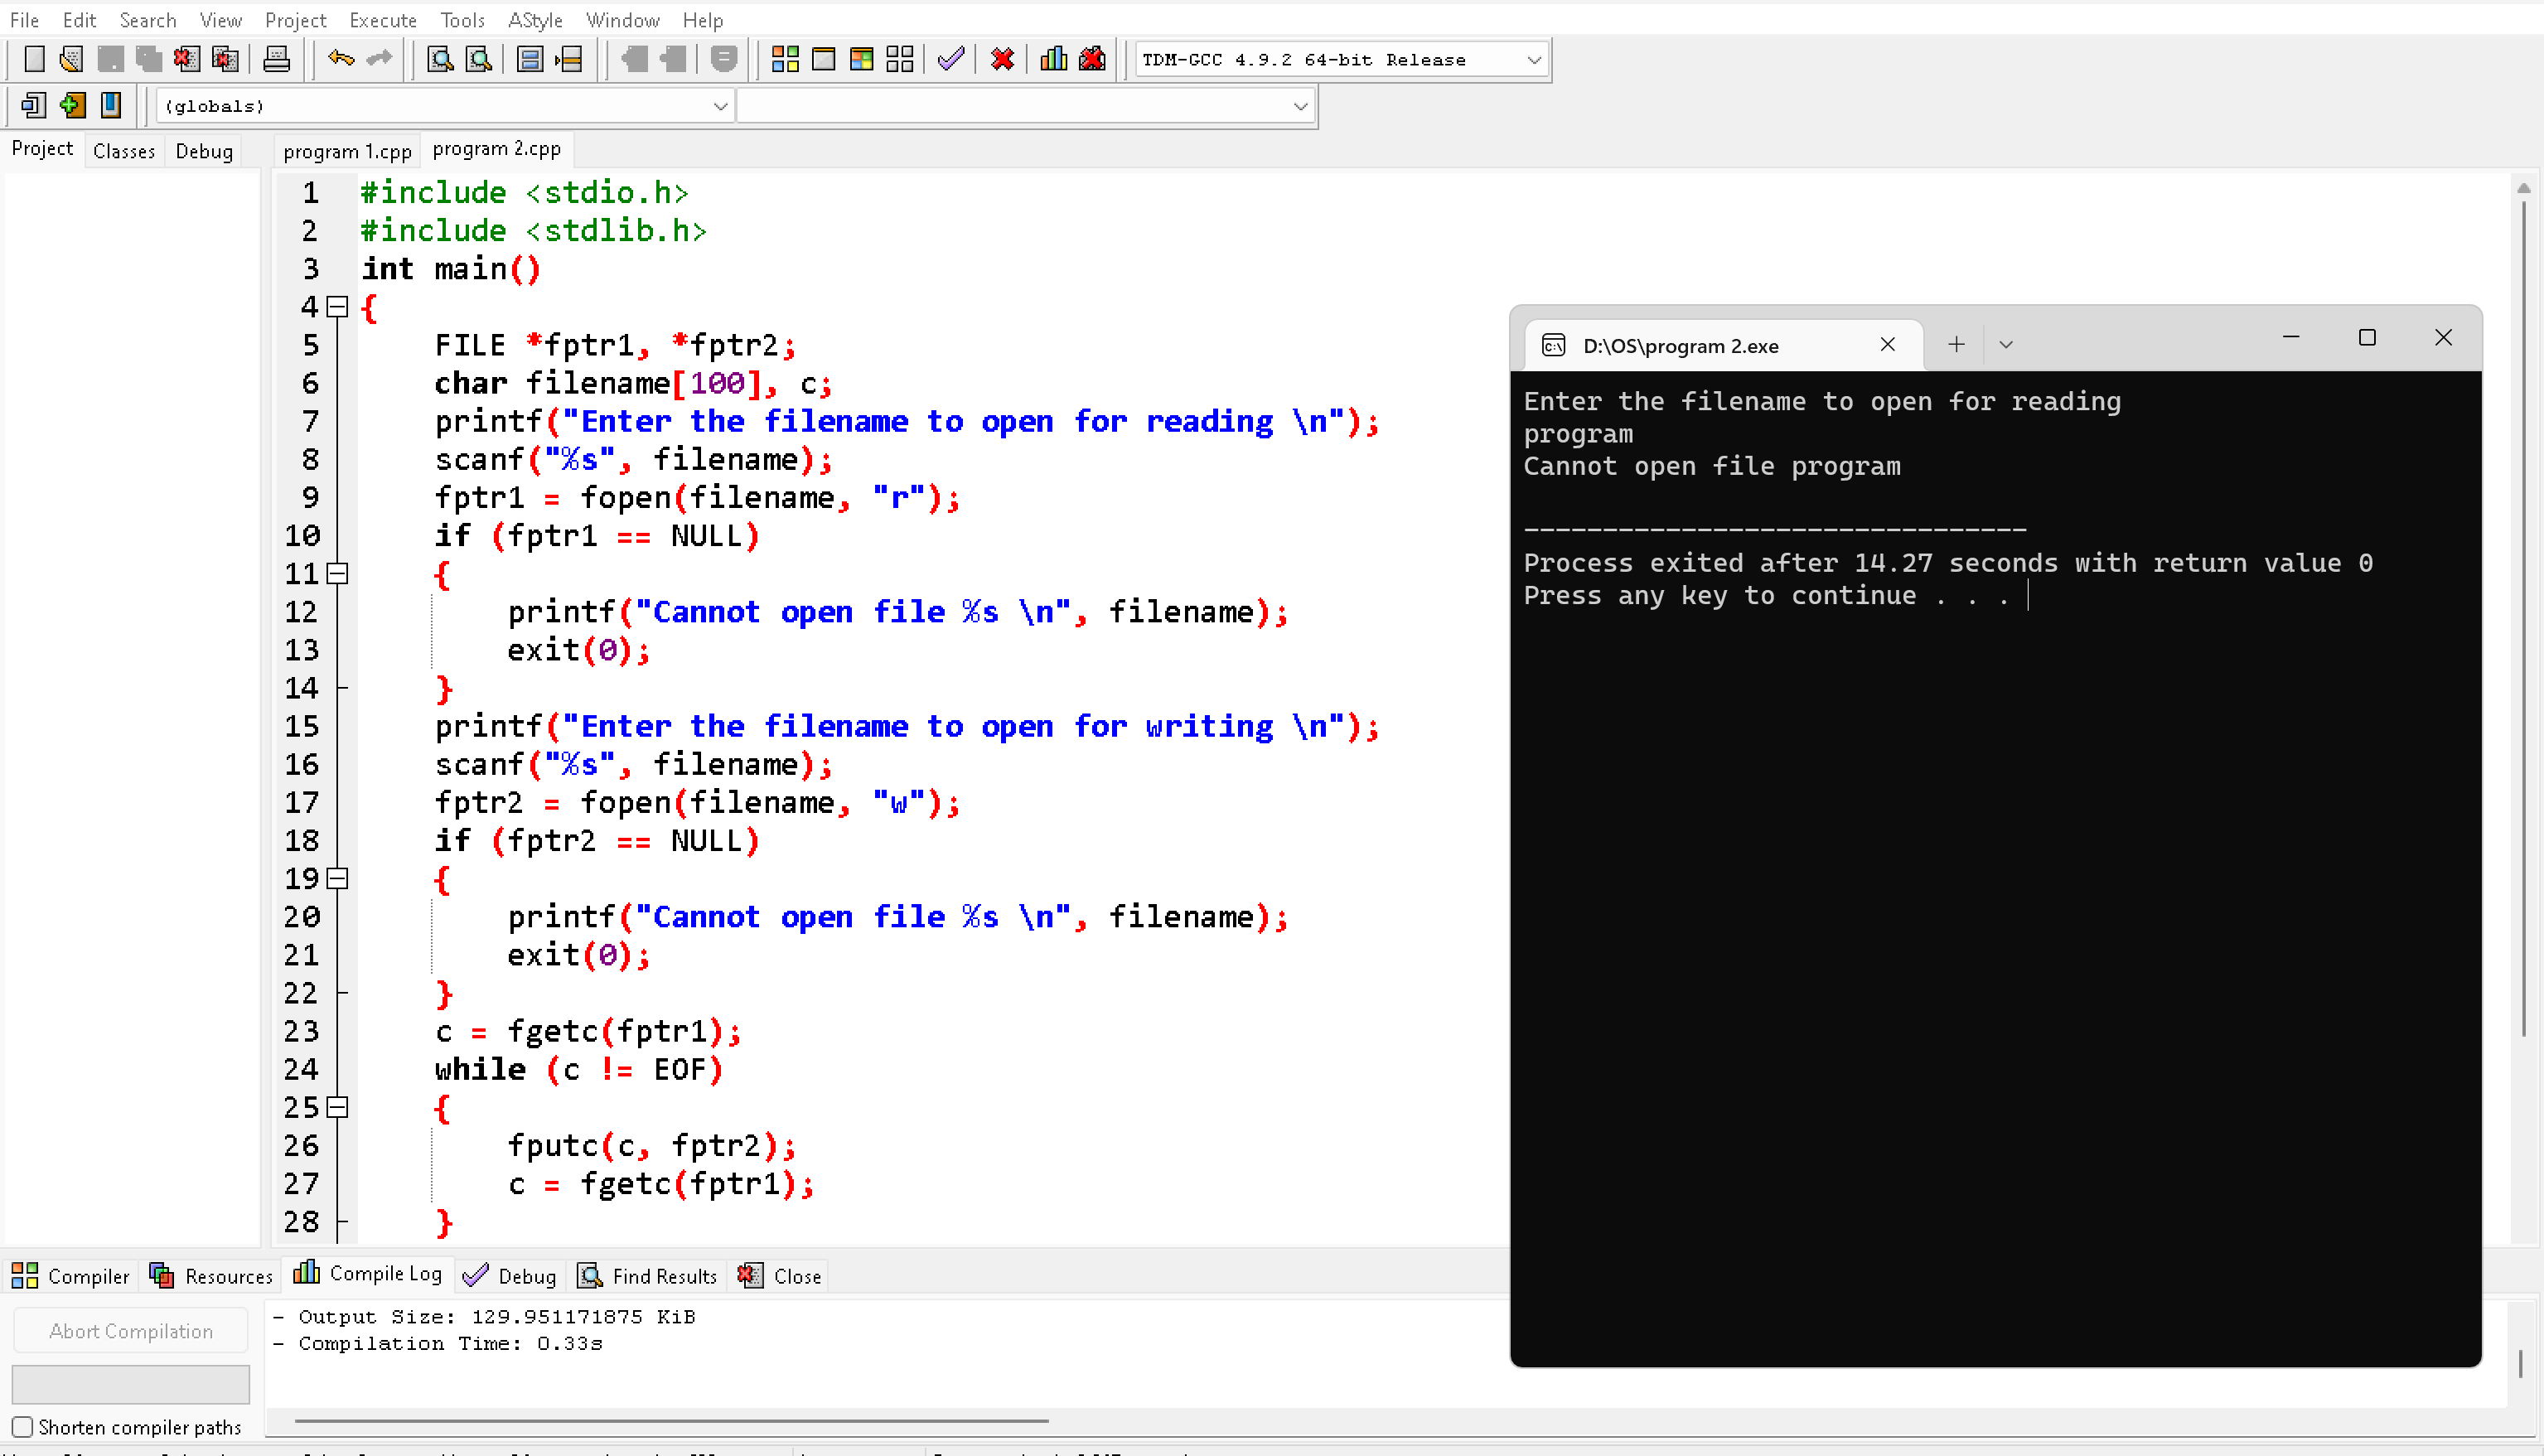 File Edit Search View Project Execute Tools AStyle Window Help
TDM-GCC 4.9.2 64-bit Release
(globals)
Project Classes Debug program 1.cpp program 2.cpp
1 #include <stdio.h>
2 #include <stdlib.h>
3 int main()
4 {
5 FILE *fptr1, *fptr2;
6 char filename[100], c;
7 printf("Enter the filename to open for reading \n");
8 scanf("%s", filename);
9 fptr1 = fopen(filename, "r");
10 if (fptr1 == NULL)
11 {
12 printf("Cannot open file %s \n", filename);
13 exit(0);
14 }
15 printf("Enter the filename to open for writing \n");
16 scanf("%s", filename);
17 fptr2 = fopen(filename, "w");
18 if (fptr2 == NULL)
19 {
20 printf("Cannot open file %s \n", filename);
21 exit(0);
22 }
23 c = fgetc(fptr1);
24 while (c != EOF)
25 {
26 fputc(c, fptr2);
27 c = fgetc(fptr1);
28 }
D:\OS\program 2.exe
Enter the filename to open for reading
program
Cannot open file program
--------------------------------
Process exited after 14.27 seconds with return value 0
Press any key to continue . . .
Compiler Resources Compile Log Debug Find Results Close
Abort Compilation
Shorten compiler paths
- Output Size: 129.951171875 KiB
- Compilation Time: 0.33s